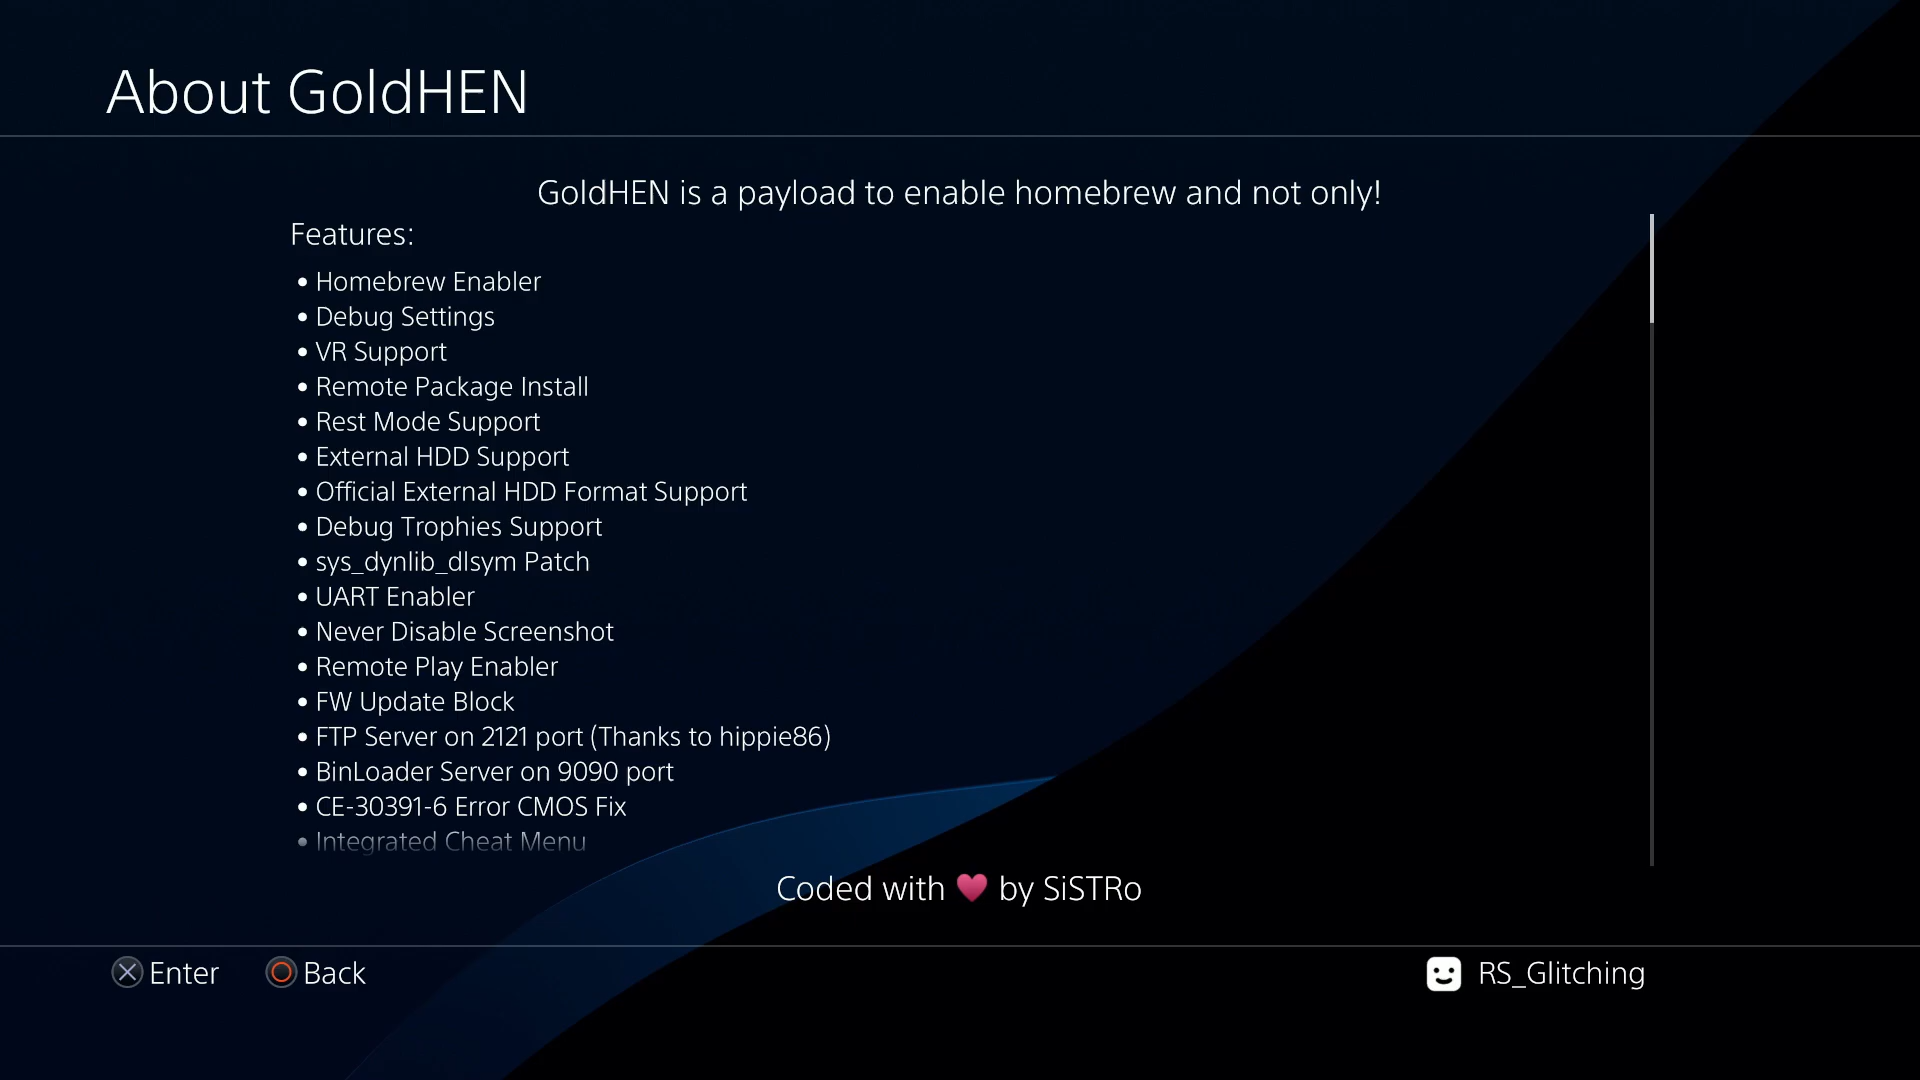 About GoldHEN
GoldHEN is a payload to enable homebrew and not only!
Features:
• Homebrew Enabler
• Debug Settings
• VR Support
• Remote Package Install
• Rest Mode Support
• External HDD Support
• Official External HDD Format Support
• Debug Trophies Support
• sys_dynlib_dlsym Patch
• UART Enabler
• Never Disable Screenshot
• Remote Play Enabler
• FW Update Block
• FTP Server on 2121 port (Thanks to hippie86)
• BinLoader Server on 9090 port
• CE-30391-6 Error CMOS Fix
• Integrated Cheat Menu
Coded with ♥ by SiSTRo
Enter Back RS_Glitching